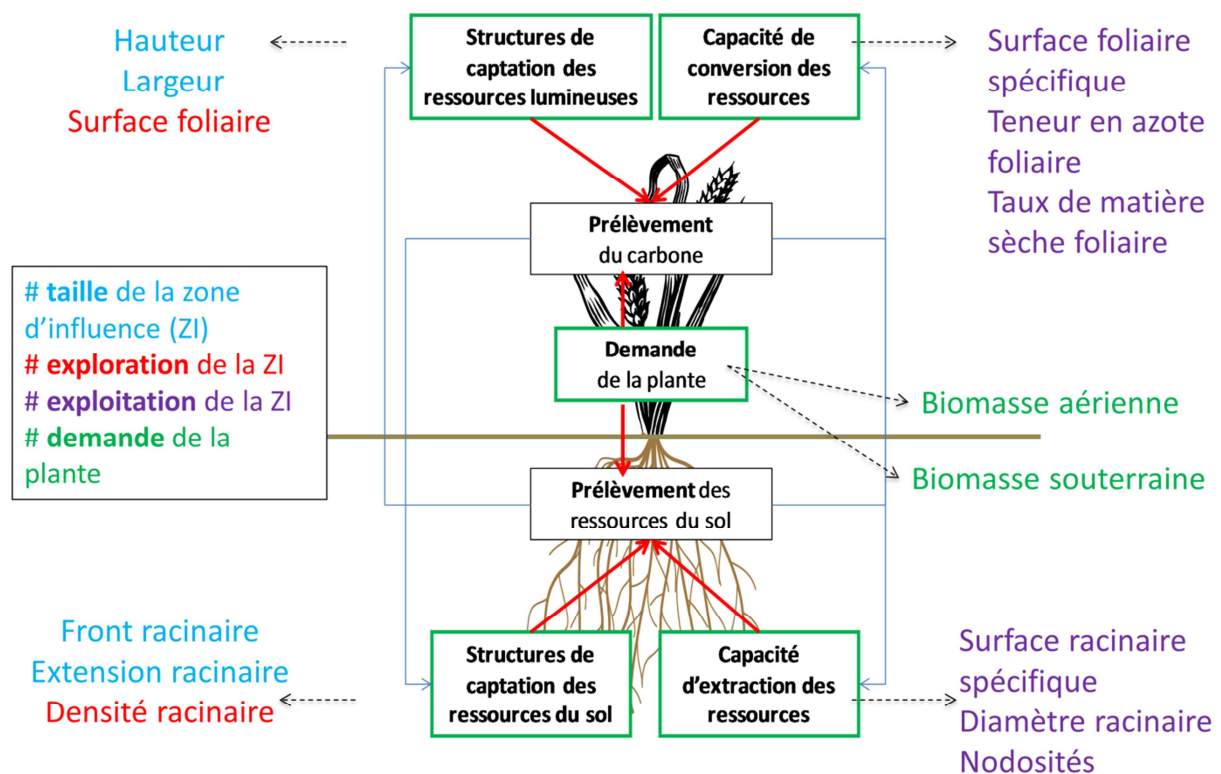 Hauteur
Largeur
Surface foliaire
Structures de
captation des
ressources lumineuses
Capacité de
conversion des
ressources
Surface foliaire
spécifique
Teneur en azote
foliaire
Taux de matière
sèche foliaire
Prélèvement
du carbone
# taille de la zone
d'influence (ZI)
# exploration de la ZI
# exploitation de la ZI
# demande de la
plante
Demande
de la plante
Biomasse aérienne
Biomasse souterraine
Prélèvement des
ressources du sol
Front racinaire
Extension racinaire
Densité racinaire
Structures de
captation des
ressources du sol
Capacité
d'extraction des
ressources
Surface racinaire
spécifique
Diamètre racinaire
Nodosités